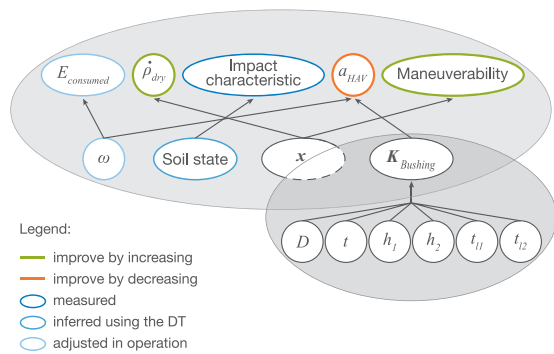 E_consumed
ρ̇_dry
Impact
characteristic
a_HAV
Maneuverability
ω
Soil state
x
K_Bushing
D
t
h_1
h_2
t_l1
t_l2
Legend:
improve by increasing
improve by decreasing
measured
inferred using the DT
adjusted in operation